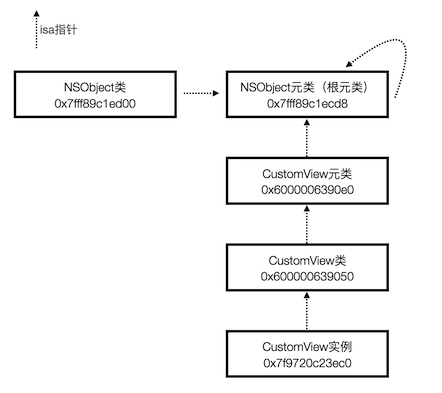 isa指针
NSObject类
0x7fff89c1ed00
NSObject元类（根元类）
0x7fff89c1ecd8
CustomView元类
0x6000006390e0
CustomView类
0x600000639050
CustomView实例
0x7f9720c23ec0